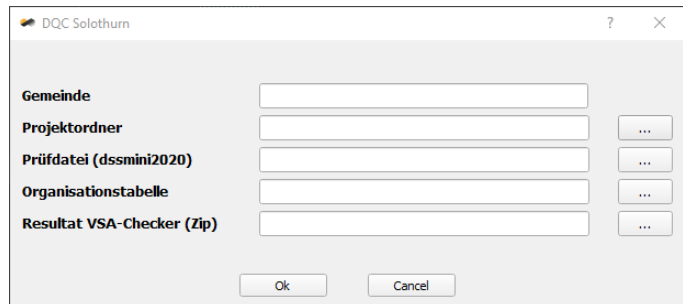 DQC Solothurn ?
Gemeinde
Projektordner ...
Prüfdatei (dssmini2020) ...
Organisationstabelle ...
Resultat VSA-Checker (Zip) ...
Ok Cancel